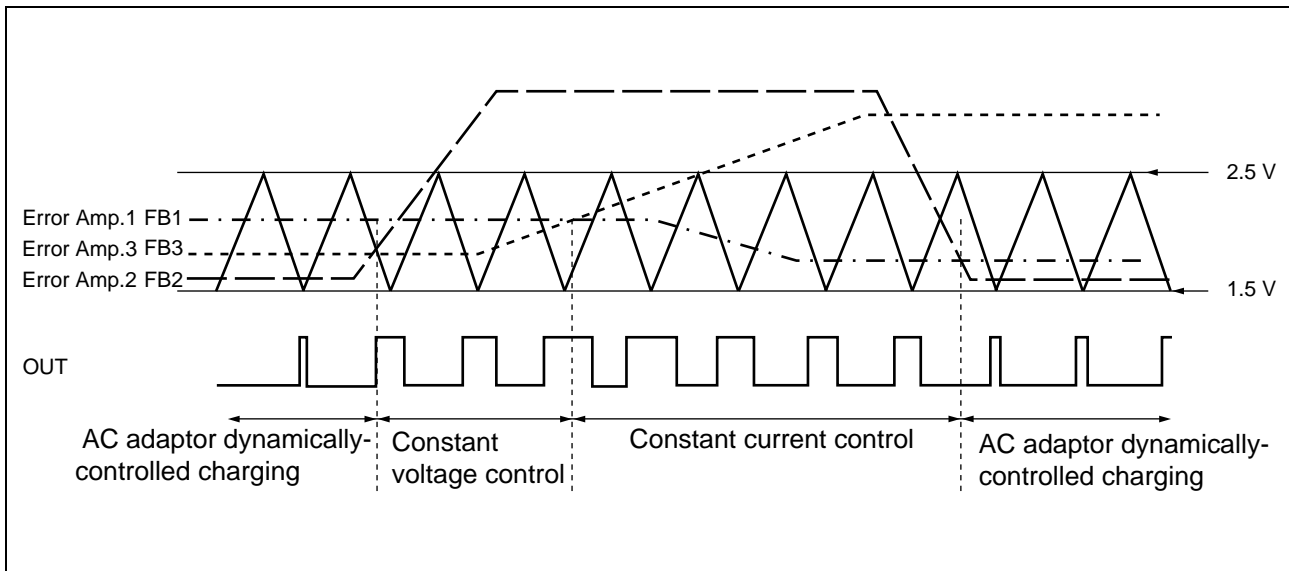 2.5 V
Error Amp.1 FB1
Error Amp.3 FB3
Error Amp.2 FB2
1.5 V
OUT
AC adaptor dynamically-
controlled charging
Constant
voltage control
Constant current control
AC adaptor dynamically-
controlled charging